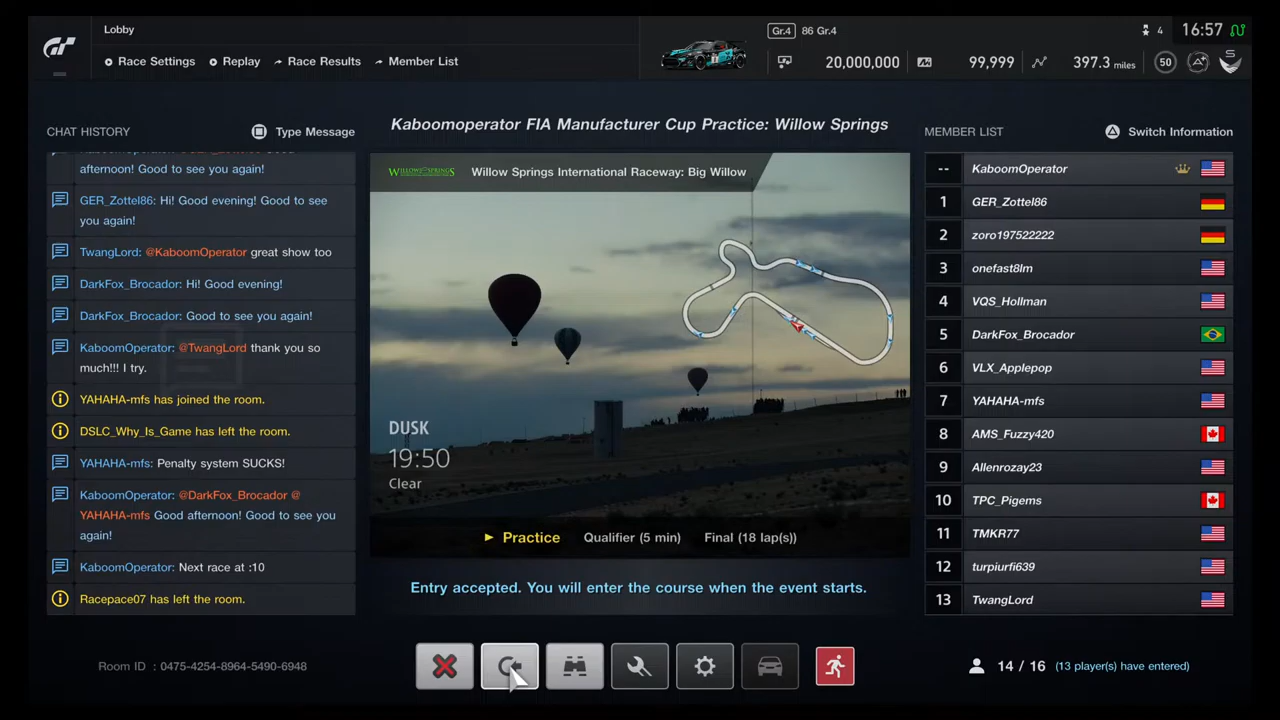 Lobby
Race Settings
Replay
Race Results
Member List
Gr.4
86 Gr.4
4
16:57
20,000,000
99,999
397.3 miles
50
S
CHAT HISTORY
Type Message
afternoon! Good to see you again!
GER_Zottel86: Hi! Good evening! Good to see
you again!
TwangLord: @KaboomOperator great show too
DarkFox_Brocador: Hi! Good evening!
DarkFox_Brocador: Good to see you again!
KaboomOperator: @TwangLord thank you so
much!!! I try.
YAHAHA-mfs has joined the room.
DSLC_Why_Is_Game has left the room.
YAHAHA-mfs: Penalty system SUCKS!
KaboomOperator: @DarkFox_Brocador @
YAHAHA-mfs Good afternoon! Good to see you
again!
KaboomOperator: Next race at :10
Racepace07 has left the room.
Kaboomoperator FIA Manufacturer Cup Practice: Willow Springs
WILLOW SPRINGS
Willow Springs International Raceway: Big Willow
DUSK
19:50
Clear
Practice
Qualifier (5 min)
Final (18 lap(s))
Entry accepted. You will enter the course when the event starts.
MEMBER LIST
Switch Information
-- KaboomOperator
1 GER_Zottel86
2 zoro197522222
3 onefast8lm
4 VQS_Hollman
5 DarkFox_Brocador
6 VLX_Applepop
7 YAHAHA-mfs
8 AMS_Fuzzy420
9 Allenrozay23
10 TPC_Pigems
11 TMKR77
12 turpiurfi639
13 TwangLord
Room ID : 0475-4254-8964-5490-6948
14 / 16
(13 player(s) have entered)